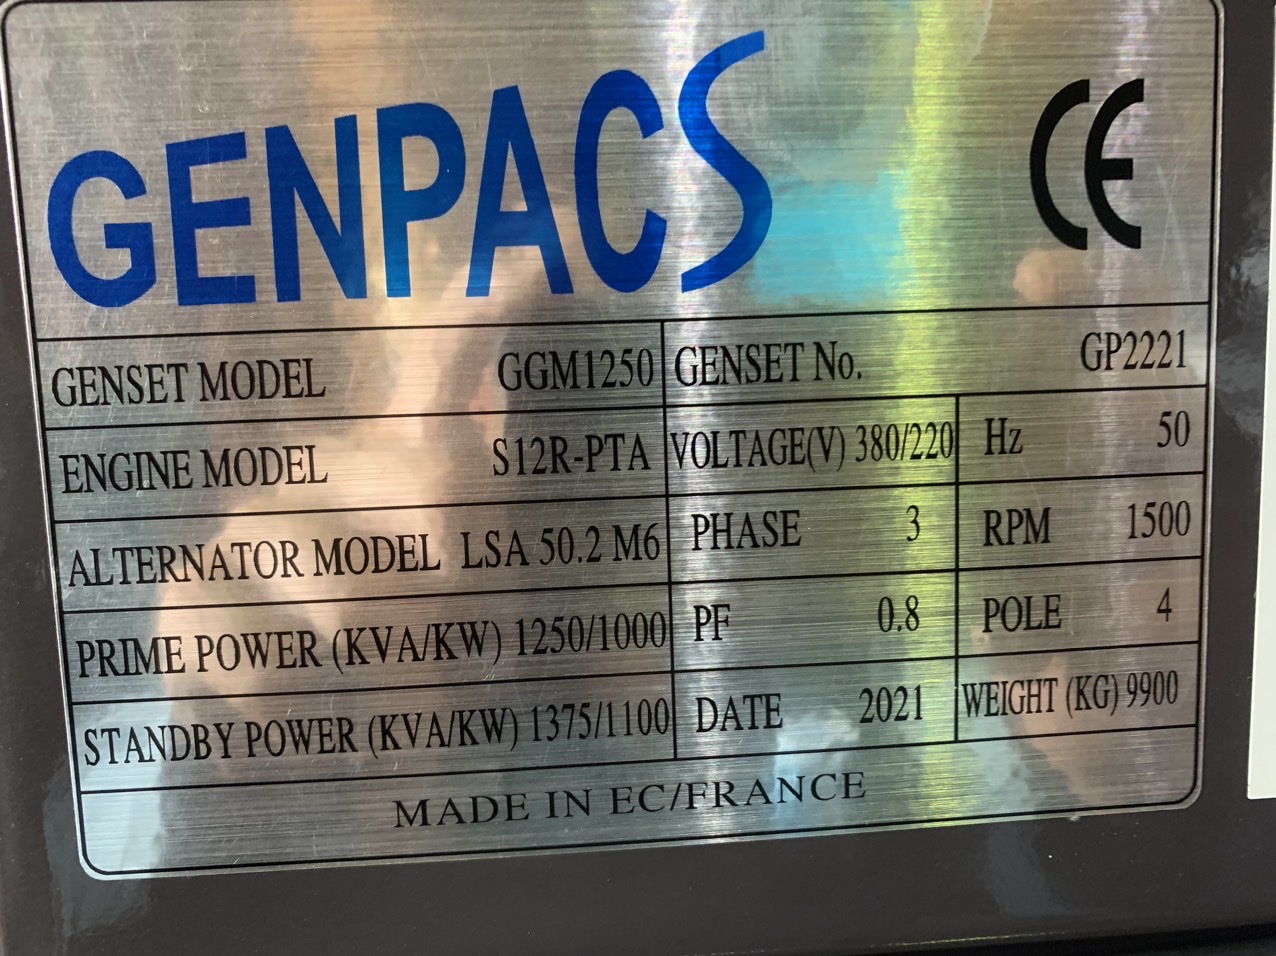 GENPACS
CE
GENSET MODEL GGM1250 GENSET No. GP2221
ENGINE MODEL S12R-PTA VOLTAGE(V) 380/220 Hz 50
ALTERNATOR MODEL LSA 50.2 M6 PHASE 3 RPM 1500
PRIME POWER (KVA/KW) 1250/1000 PF 0.8 POLE 4
STANDBY POWER (KVA/KW) 1375/1100 DATE 2021 WEIGHT (KG) 9900
MADE IN EC/FRANCE